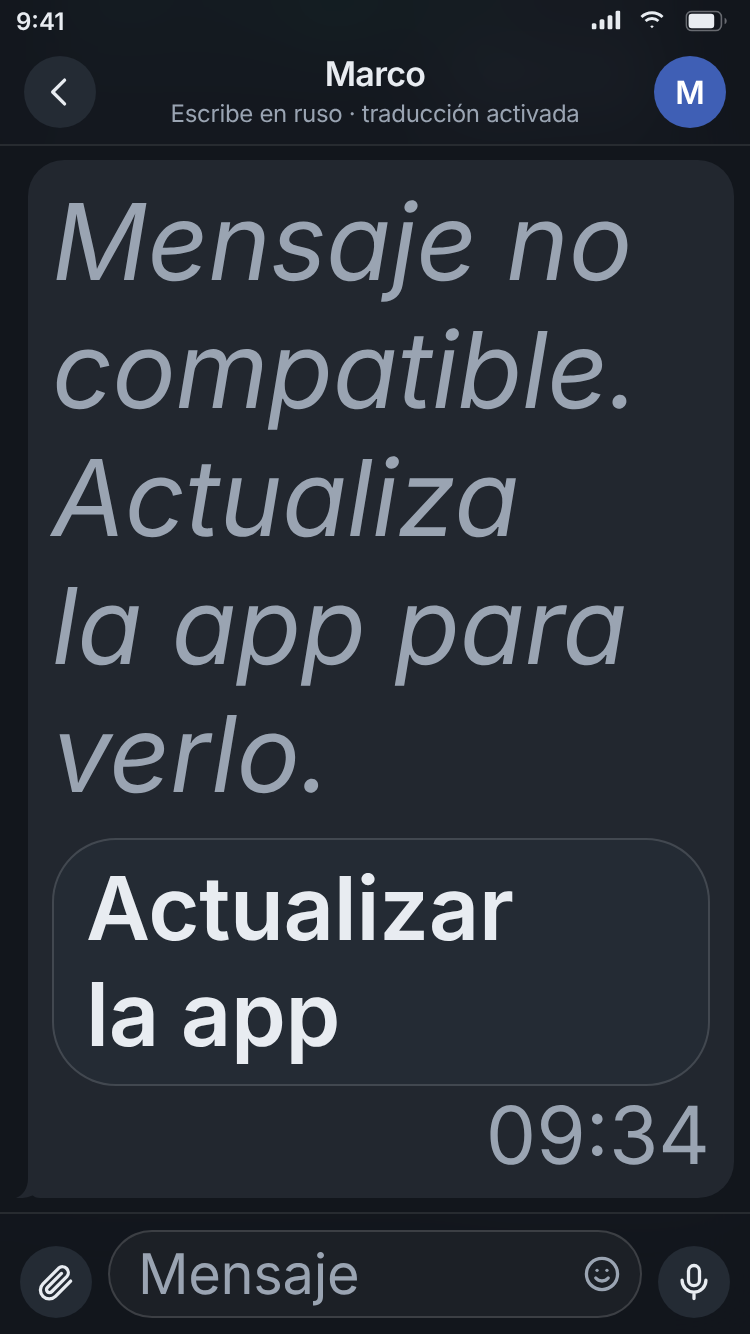 9:41
Marco
Escribe en ruso · traducción activada
M
Mensaje no
compatible.
Actualiza
la app para
verlo.
Actualizar
la app
09:34
Mensaje